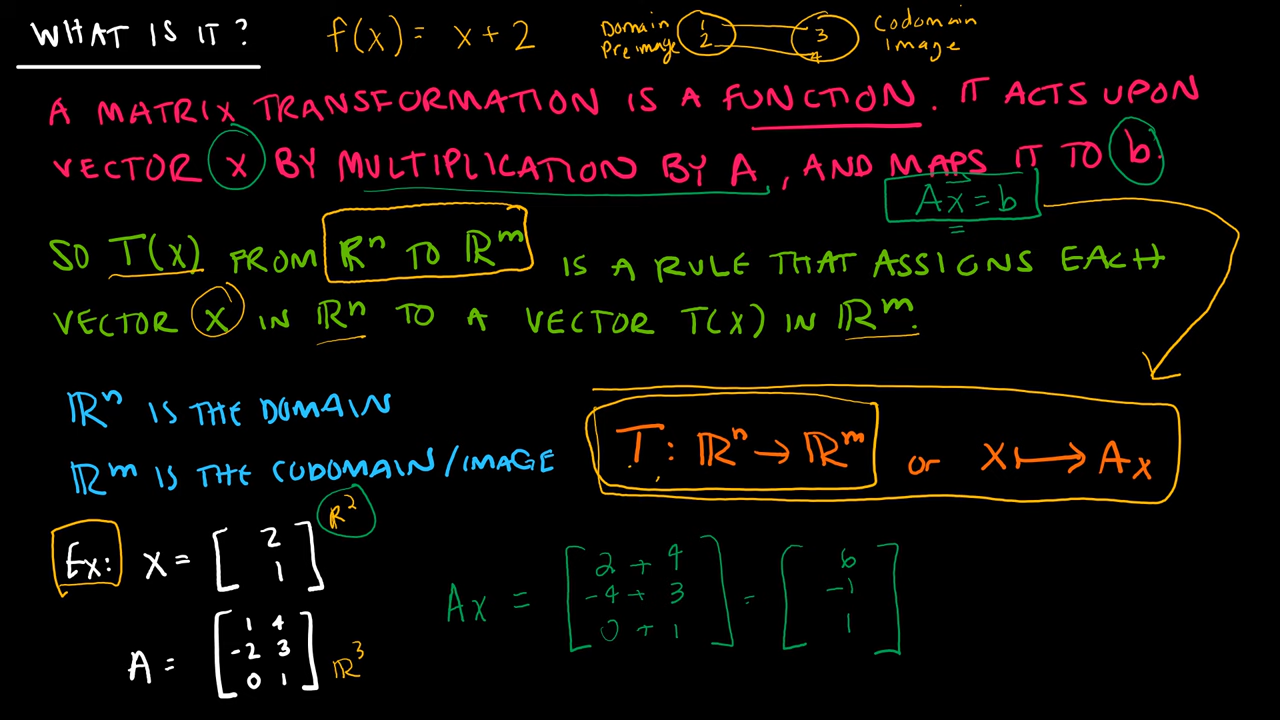 WHAT IS IT?
f(x) = x + 2
Domain
Preimage
1
2
3
4
Codomain
Image
A MATRIX TRANSFORMATION IS A FUNCTION. IT ACTS UPON
VECTOR x BY MULTIPLICATION BY A, AND MAPS IT TO b.
Ax = b
SO T(x) FROM ℝⁿ TO ℝᵐ IS A RULE THAT ASSIGNS EACH
VECTOR x IN ℝⁿ TO A VECTOR T(x) IN ℝᵐ.
ℝⁿ IS THE DOMAIN
ℝᵐ IS THE CODOMAIN/IMAGE
T: ℝⁿ → ℝᵐ or x ↦ Ax
Ex: x = [2
1] ℝ²
A = [1 4
-2 3
0 1] ℝ³
Ax = [2 + 4
-4 + 3
0 + 1] = [6
-1
1]